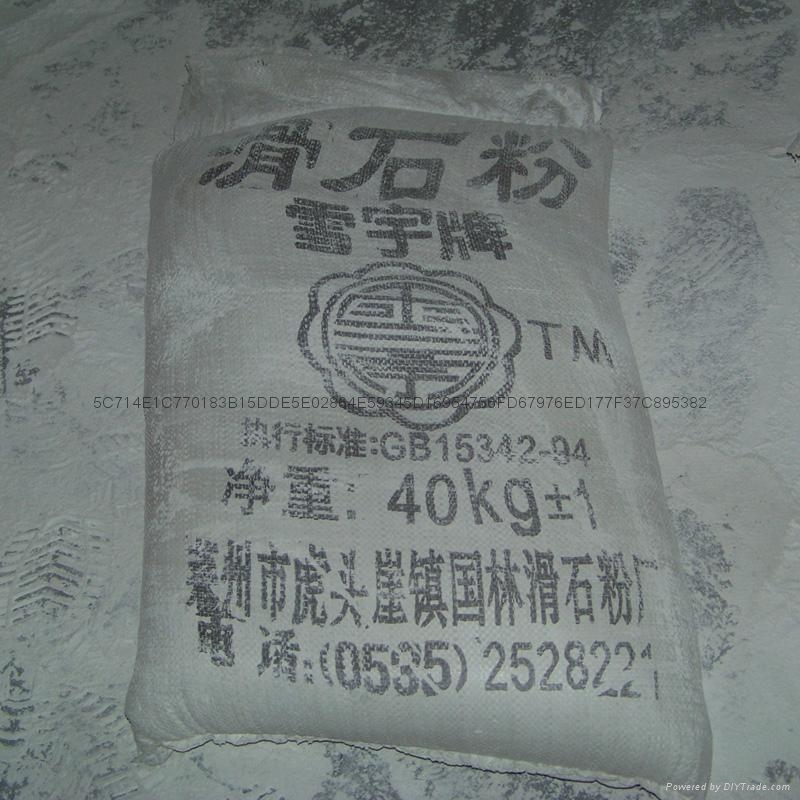 滑石粉
雪宇牌
TM
执行标准:GB15342-94
净重: 40kg±1
莱州市虎头崖镇国林滑石粉厂
电话:(0535) 2528221
Powered by DIYTrade.com